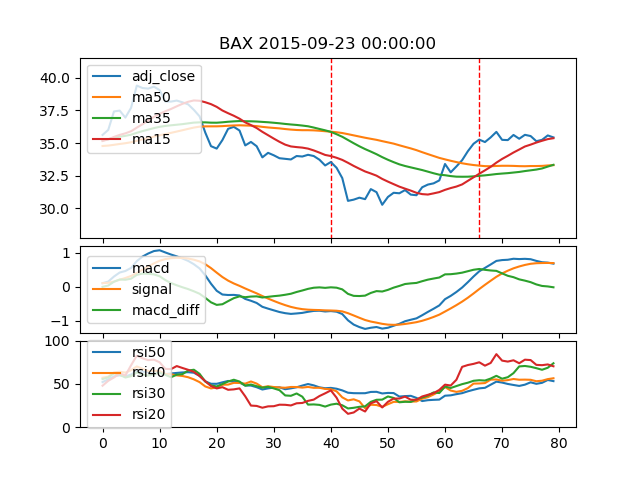 BAX 2015-09-23 00:00:00
40.0
37.5
35.0
32.5
30.0
adj_close
ma50
ma35
ma15
1
0
−1
macd
signal
macd_diff
100
50
0
rsi50
rsi40
rsi30
rsi20
0 10 20 30 40 50 60 70 80